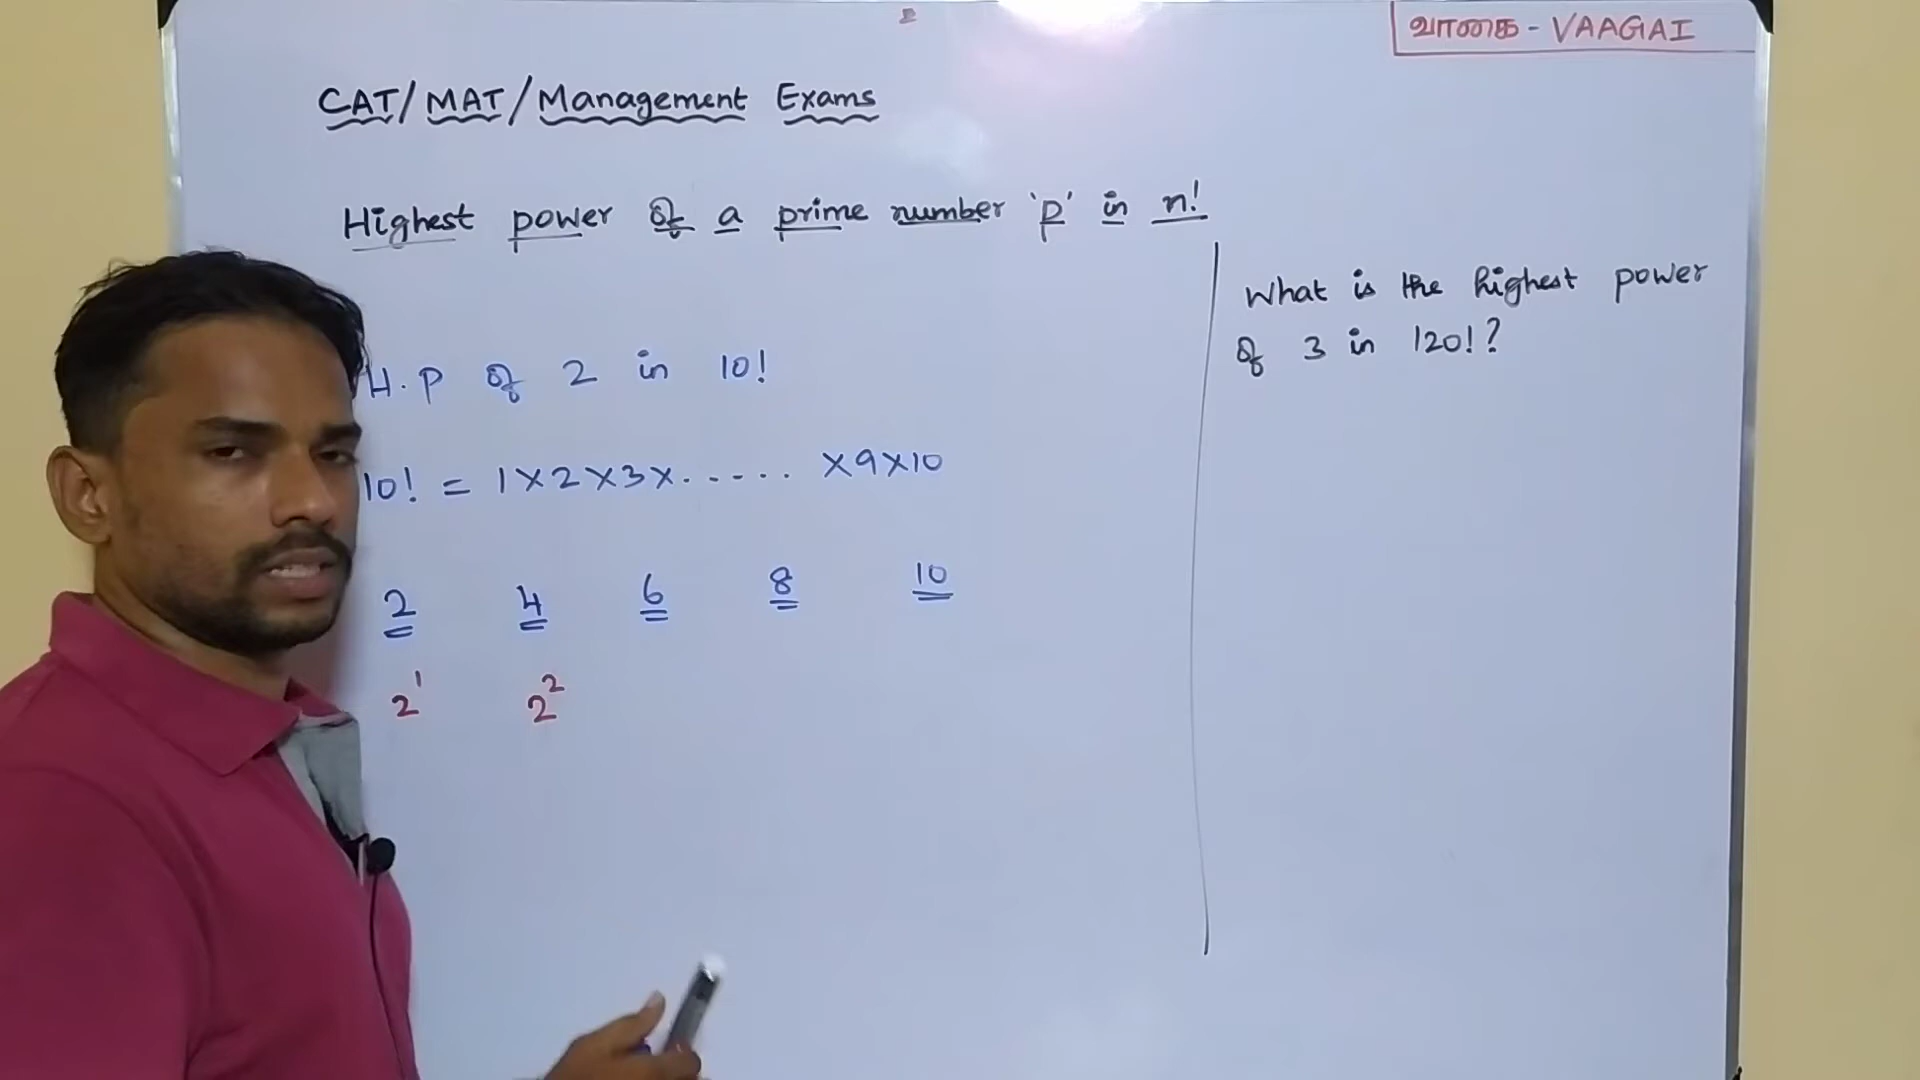 வாகை - VAAGAI
CAT/MAT/Management Exams
Highest power of a prime number 'p' in n!
H.P of 2 in 10!
10! = 1×2×3×..... ×9×10
2 4 6 8 10
2¹ 2²
What is the highest power
of 3 in 120!?